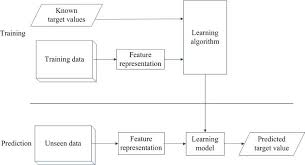 Known
target values
Training
Learning
algorithm
Training data
Feature
representation
Prediction
Unseen data
Feature
representation
Learning
model
Predicted
target value